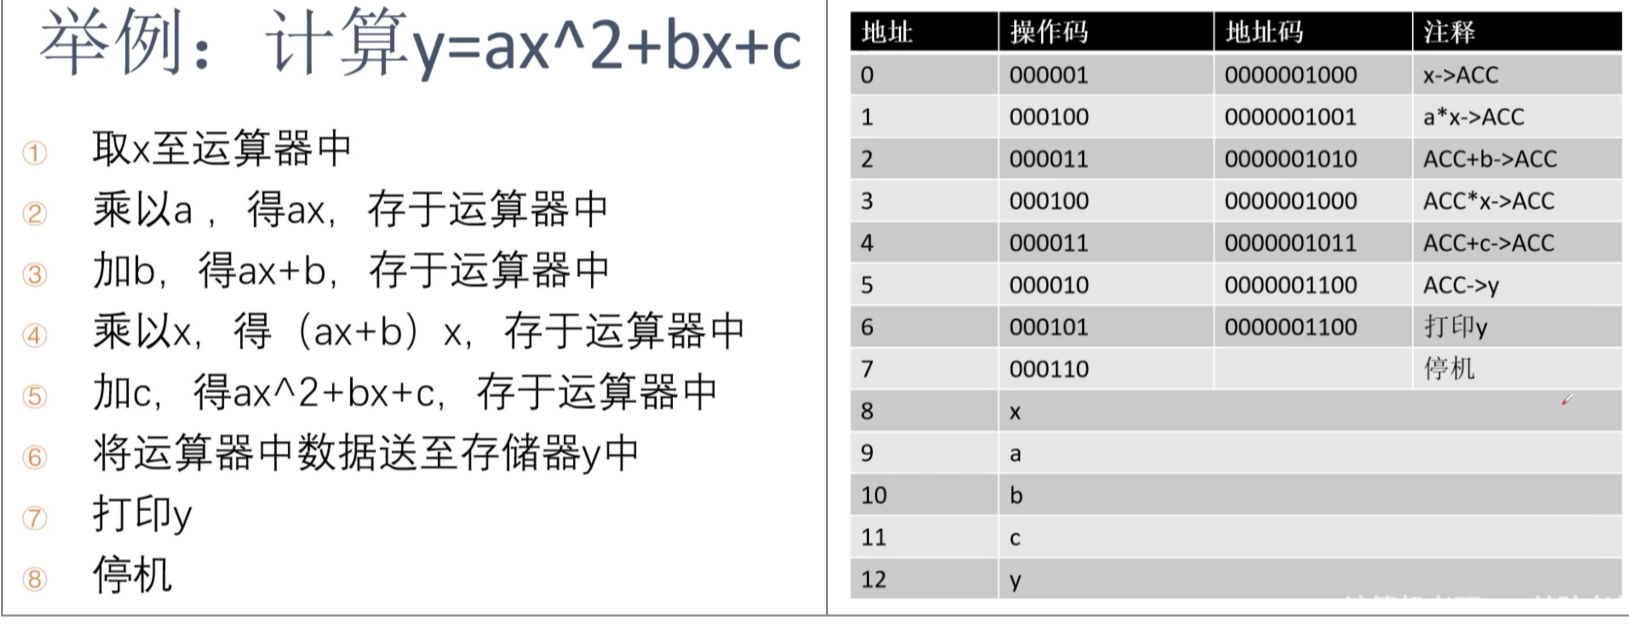 举例：计算y=ax^2+bx+c
① 取x至运算器中
② 乘以a ，得ax，存于运算器中
③ 加b，得ax+b，存于运算器中
④ 乘以x，得（ax+b）x，存于运算器中
⑤ 加c，得ax^2+bx+c，存于运算器中
⑥ 将运算器中数据送至存储器y中
⑦ 打印y
⑧ 停机
地址 操作码 地址码 注释
0 000001 0000001000 x->ACC
1 000100 0000001001 a*x->ACC
2 000011 0000001010 ACC+b->ACC
3 000100 0000001000 ACC*x->ACC
4 000011 0000001011 ACC+c->ACC
5 000010 0000001100 ACC->y
6 000101 0000001100 打印y
7 000110 停机
8 x
9 a
10 b
11 c
12 y